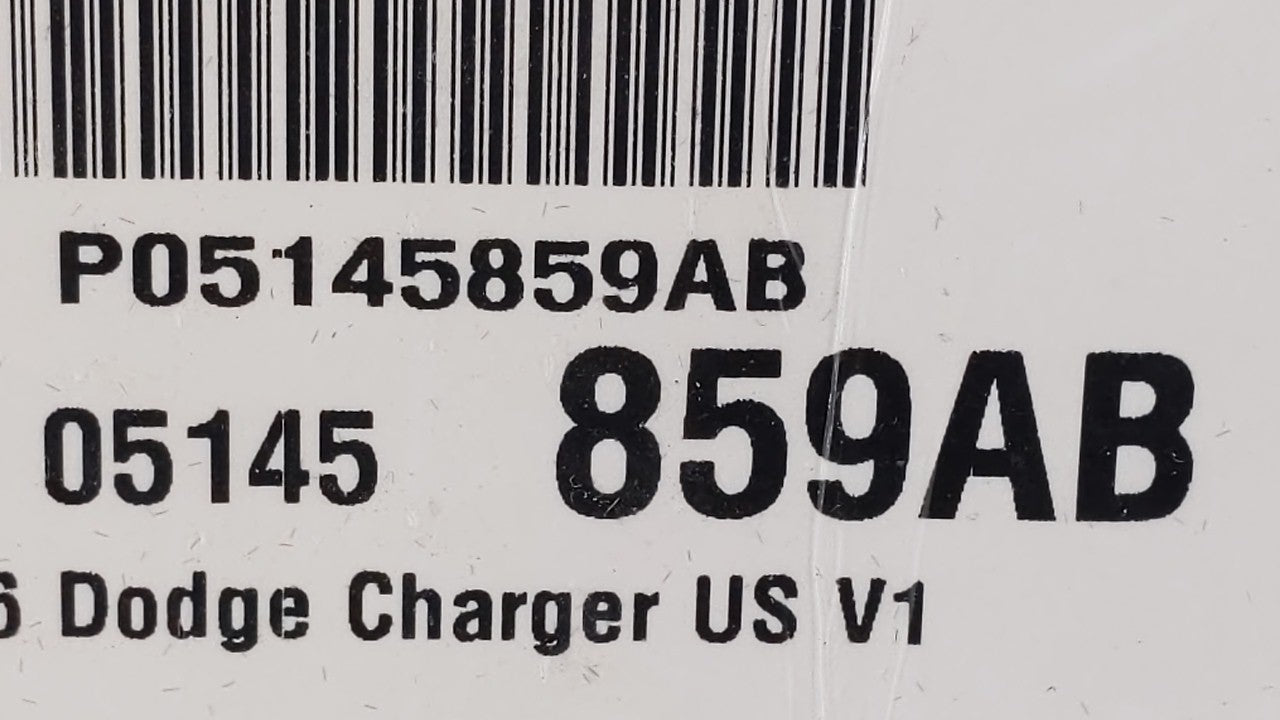 P05145859AB
05145 859AB
6 Dodge Charger US V1